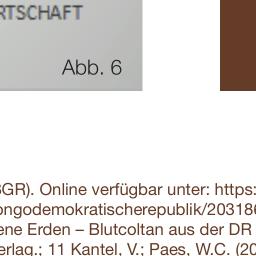 RTSCHAFT
Abb. 6
GR). Online verfügbar unter: https:
ongodemokratischerepublik/203186
ene Erden – Blutcoltan aus der DR
erlag.; 11 Kantel, V.; Paes, W.C. (20